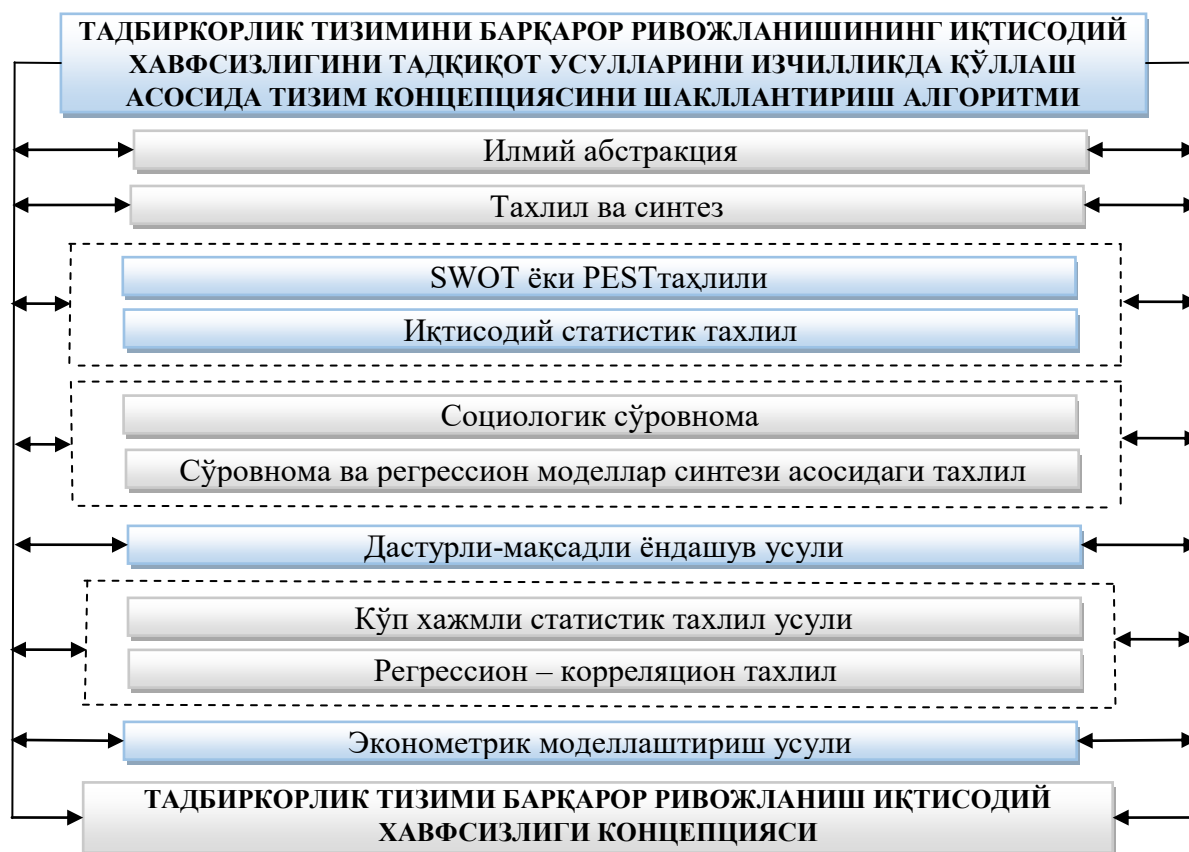 ТАДБИРКОРЛИК ТИЗИМИНИ БАРҚАРОР РИВОЖЛАНИШИНИНГ ИҚТИСОДИЙ
ХАВФСИЗЛИГИНИ ТАДҚИҚОТ УСУЛЛАРИНИ ИЗЧИЛЛИКДА ҚЎЛЛАШ
АСОСИДА ТИЗИМ КОНЦЕПЦИЯСИНИ ШАКЛЛАНТИРИШ АЛГОРИТМИ
Илмий абстракция
Тахлил ва синтез
SWOT ёки PESTтаҳлили
Иқтисодий статистик тахлил
Социологик сўровнома
Сўровнома ва регрессион моделлар синтези асосидаги тахлил
Дастурли-мақсадли ёндашув усули
Кўп хажмли статистик тахлил усули
Регрессион – корреляцион тахлил
Эконометрик моделлаштириш усули
ТАДБИРКОРЛИК ТИЗИМИ БАРҚАРОР РИВОЖЛАНИШ ИҚТИСОДИЙ
ХАВФСИЗЛИГИ КОНЦЕПЦИЯСИ